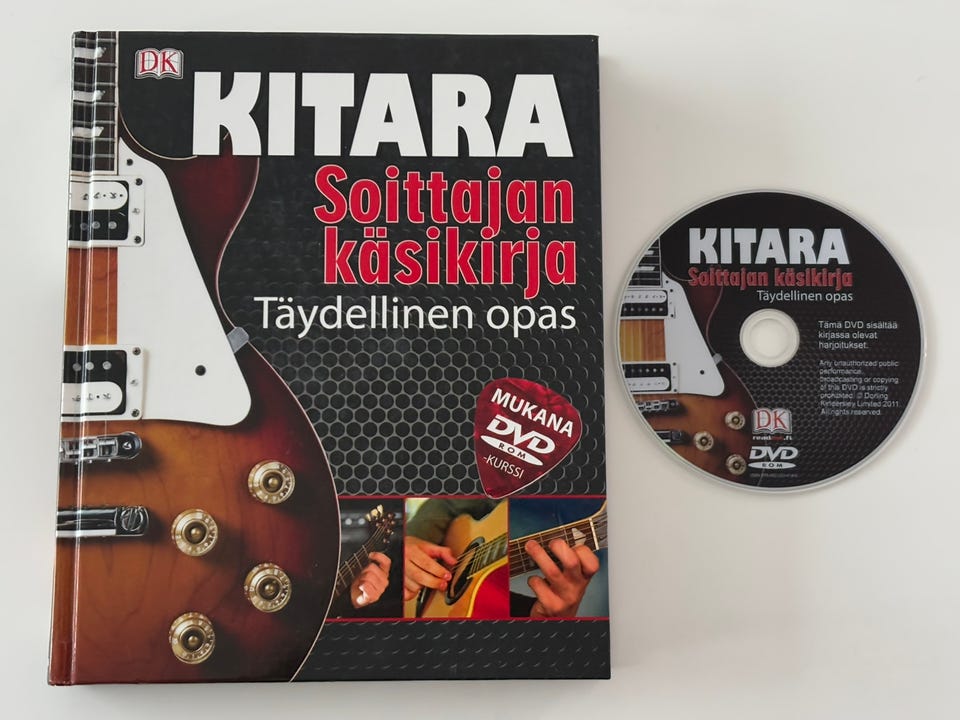 DK
KITARA
Soittajan
käsikirja
Täydellinen opas
MUKANA
DVD
ROM
-KURSSI
KITARA
Soittajan käsikirja
Täydellinen opas
Tämä DVD sisältää
kirjassa olevat
harjoitukset.
Any unauthorized public
performance,
broadcasting or copying
of this DVD is strictly
prohibited. © Dorling
Kindersley Limited 2011.
All rights reserved.
DK
readme.fi
DVD
ROM